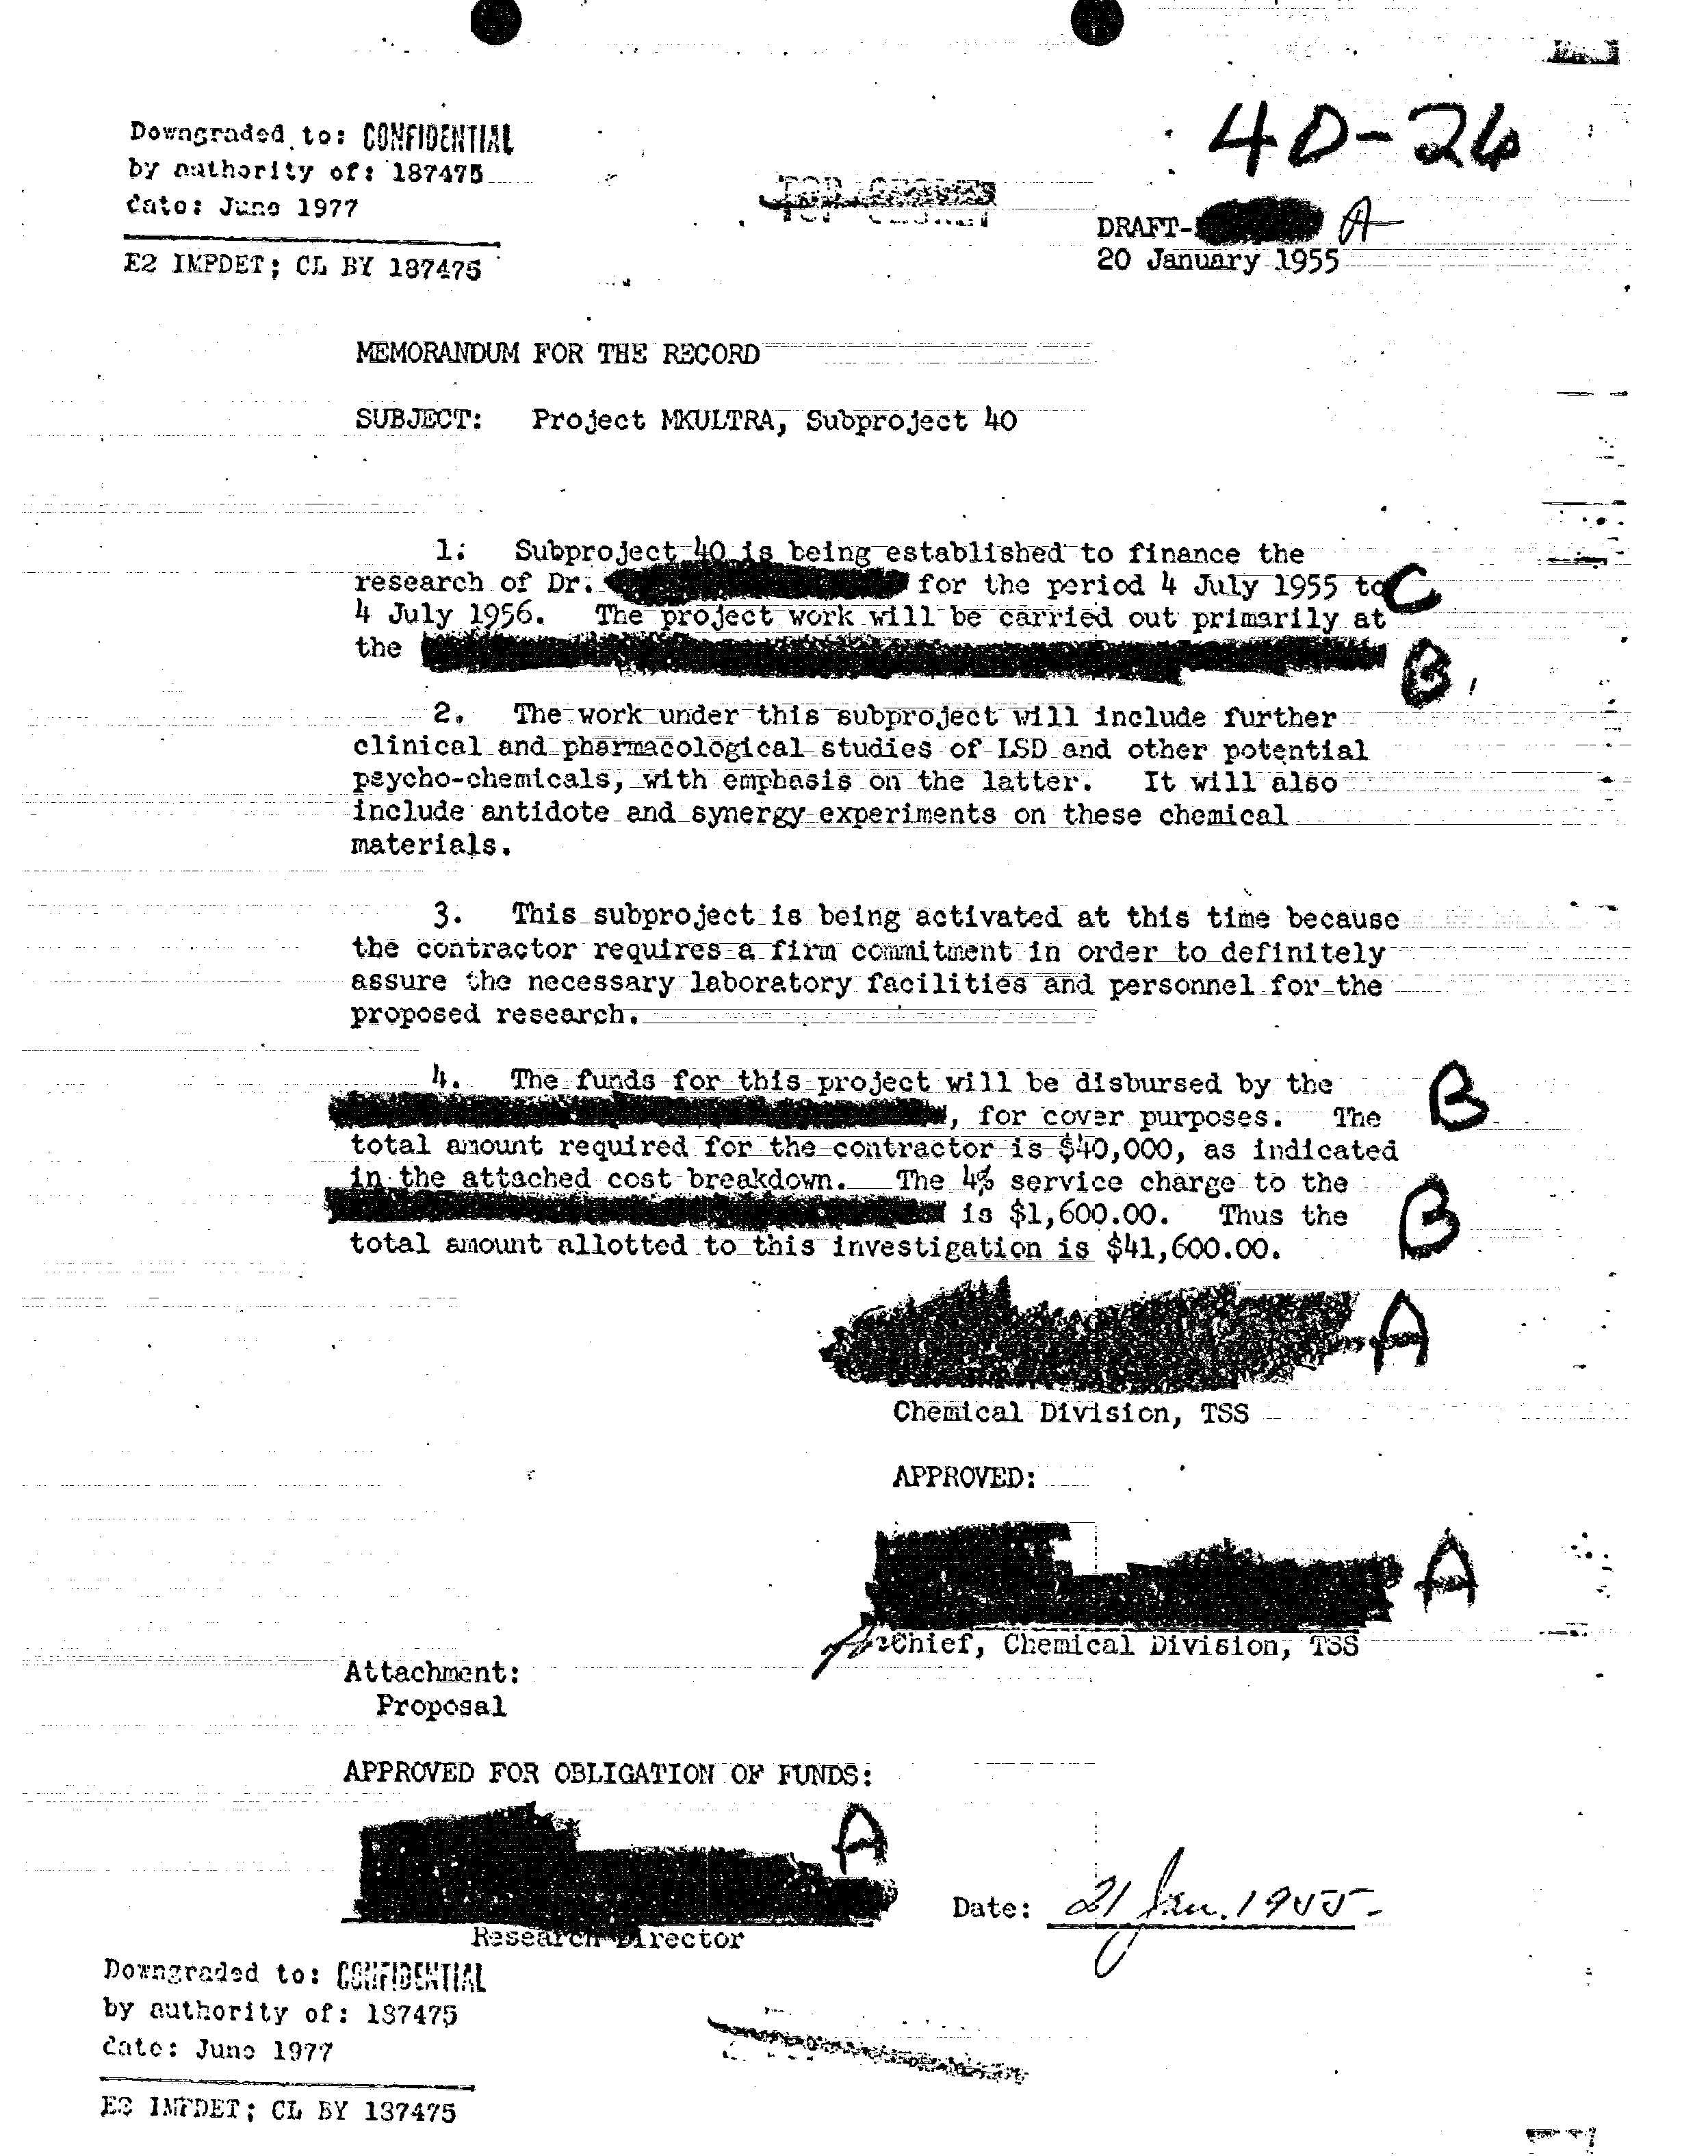 40-26
Downgraded to: CONFIDENTIAL
by authority of: 187475
date: June 1977
E2 IMPDET; CL BY 187475
TOP SECRET
DRAFT- A
20 January 1955
MEMORANDUM FOR THE RECORD
SUBJECT: Project MKULTRA, Subproject 40
1. Subproject 40 is being established to finance the
research of Dr. for the period 4 July 1955 to C
4 July 1956. The project work will be carried out primarily at
the B
2. The work under this subproject will include further
clinical and pharmacological studies of LSD and other potential
psycho-chemicals, with emphasis on the latter. It will also
include antidote and synergy experiments on these chemical
materials.
3. This subproject is being activated at this time because
the contractor requires a firm commitment in order to definitely
assure the necessary laboratory facilities and personnel for the
proposed research.
4. The funds for this project will be disbursed by the
, for cover purposes. The B
total amount required for the contractor is $40,000, as indicated
in the attached cost breakdown. The 4% service charge to the
is $1,600.00. Thus the B
total amount allotted to this investigation is $41,600.00.
A
Chemical Division, TSS
APPROVED:
A
Chief, Chemical Division, TSS
Attachment:
Proposal
APPROVED FOR OBLIGATION OF FUNDS:
A
Date: 21 Jan. 1955
Research Director
Downgraded to: CONFIDENTIAL
by authority of: 187475
date: June 1977
E2 IMPDET; CL BY 187475